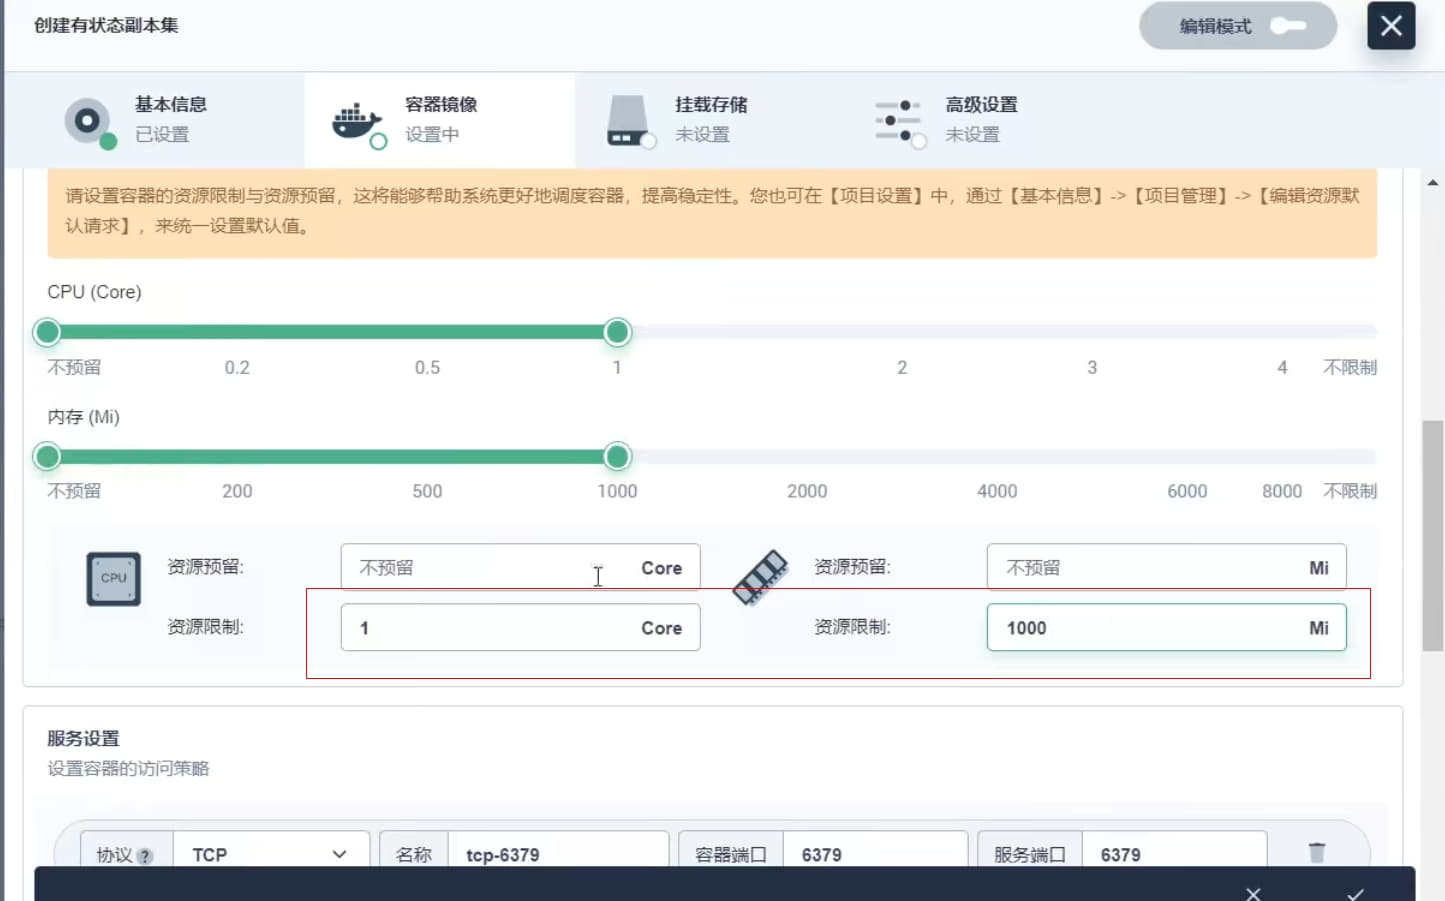 创建有状态副本集
编辑模式
基本信息
已设置
容器镜像
设置中
挂载存储
未设置
高级设置
未设置
请设置容器的资源限制与资源预留，这将能够帮助系统更好地调度容器，提高稳定性。您也可在【项目设置】中，通过【基本信息】->【项目管理】->【编辑资源默
认请求】，来统一设置默认值。
CPU (Core)
不预留 0.2 0.5 1 2 3 4 不限制
内存 (Mi)
不预留 200 500 1000 2000 4000 6000 8000 不限制
CPU
资源预留: 不预留 Core 资源预留: 不预留 Mi
资源限制: 1 Core 资源限制: 1000 Mi
服务设置
设置容器的访问策略
协议 ? TCP 名称 tcp-6379 容器端口 6379 服务端口 6379